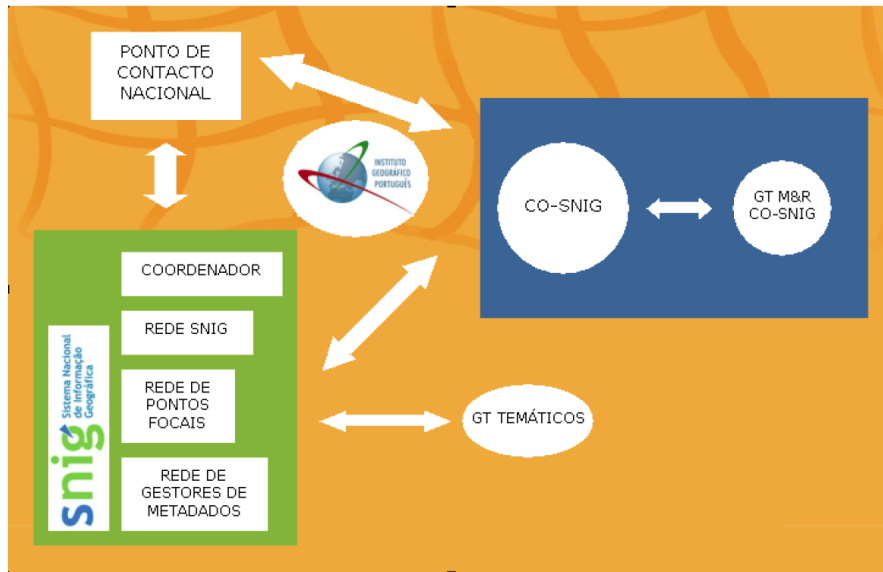 PONTO DE
CONTACTO
NACIONAL
INSTITUTO
GEOGRÁFICO
PORTUGUÊS
CO-SNIG
GT M&R
CO-SNIG
COORDENADOR
REDE SNIG
REDE DE
PONTOS
FOCAIS
REDE DE
GESTORES DE
METADADOS
snig
Sistema Nacional
de Informação
Geográfica
GT TEMÁTICOS